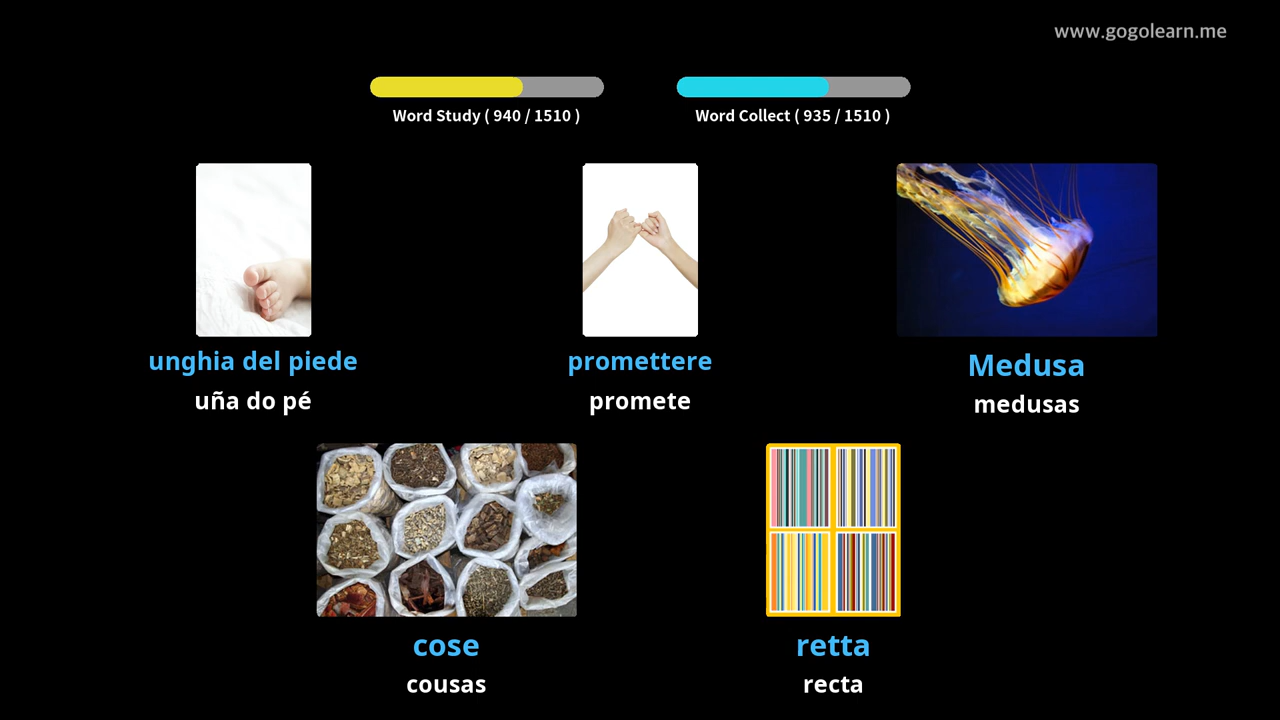 www.gogolearn.me
Word Study ( 940 / 1510 )
Word Collect ( 935 / 1510 )
unghia del piede
uña do pé
promettere
promete
Medusa
medusas
cose
cousas
retta
recta